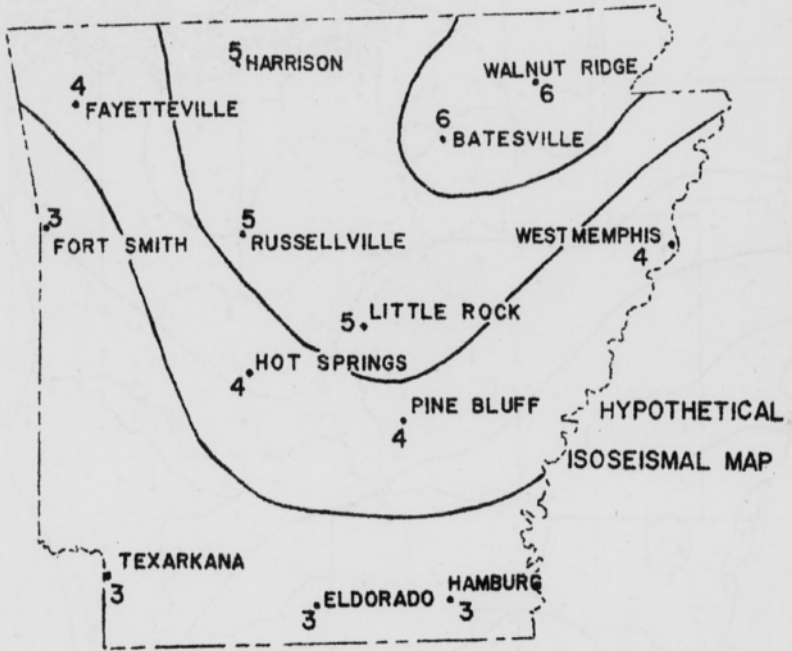 5
HARRISON
WALNUT RIDGE
6
4
FAYETTEVILLE
6
BATESVILLE
3
FORT SMITH
5
RUSSELLVILLE
WEST MEMPHIS
4
LITTLE ROCK
5
HOT SPRINGS
4
PINE BLUFF
4
HYPOTHETICAL
ISOSEISMAL MAP
TEXARKANA
3
ELDORADO
3
HAMBURG
3